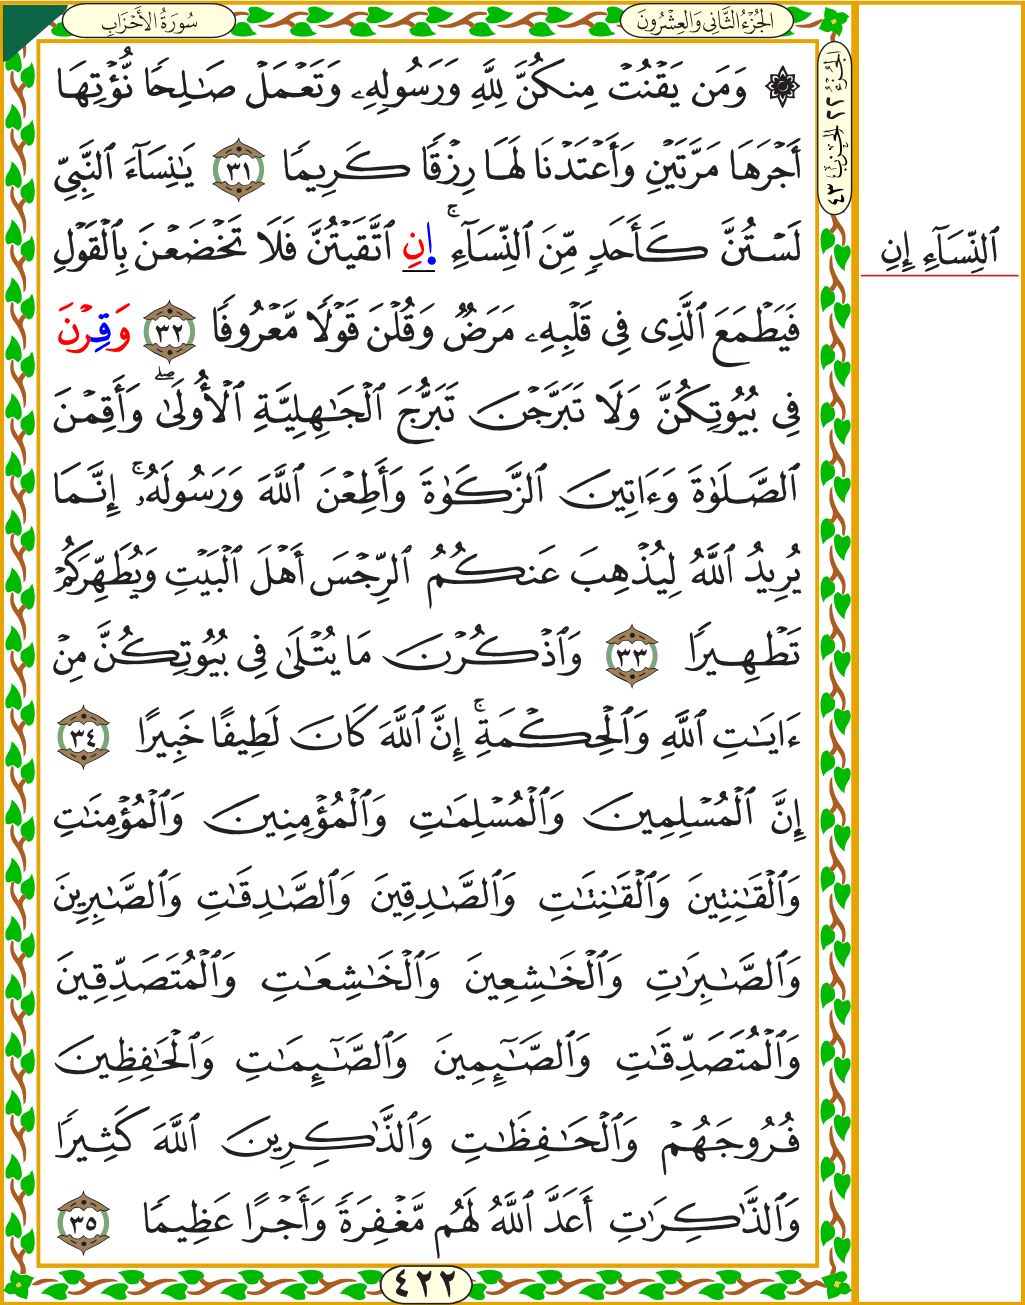 سُورَةُ الأَحْزَابِ
الجُزْءُ الثَّانِي وَالعِشْرُونَ
الجزء ٢٢ الحزب ٤٣
۞ وَمَن يَقْنُتْ مِنكُنَّ لِلَّهِ وَرَسُولِهِۦ وَتَعْمَلْ صَـٰلِحًا نُّؤْتِهَا
أَجْرَهَا مَرَّتَيْنِ وَأَعْتَدْنَا لَهَا رِزْقًا كَرِيمًا ٣١ يَـٰنِسَآءَ ٱلنَّبِىِّ
لَسْتُنَّ كَأَحَدٍ مِّنَ ٱلنِّسَآءِ ۚ اِنِ ٱتَّقَيْتُنَّ فَلَا تَخْضَعْنَ بِٱلْقَوْلِ
ٱلنِّسَآءِ إِنِ
فَيَطْمَعَ ٱلَّذِى فِى قَلْبِهِۦ مَرَضٌ وَقُلْنَ قَوْلًا مَّعْرُوفًا ٣٢ وَقِرْنَ
فِى بُيُوتِكُنَّ وَلَا تَبَرَّجْنَ تَبَرُّجَ ٱلْجَـٰهِلِيَّةِ ٱلْأُولَىٰ ۖ وَأَقِمْنَ
ٱلصَّلَوٰةَ وَءَاتِينَ ٱلزَّكَوٰةَ وَأَطِعْنَ ٱللَّهَ وَرَسُولَهُۥٓ ۚ إِنَّمَا
يُرِيدُ ٱللَّهُ لِيُذْهِبَ عَنكُمُ ٱلرِّجْسَ أَهْلَ ٱلْبَيْتِ وَيُطَهِّرَكُمْ
تَطْهِيرًا ٣٣ وَٱذْكُرْنَ مَا يُتْلَىٰ فِى بُيُوتِكُنَّ مِنْ
ءَايَـٰتِ ٱللَّهِ وَٱلْحِكْمَةِ ۚ إِنَّ ٱللَّهَ كَانَ لَطِيفًا خَبِيرًا ٣٤
إِنَّ ٱلْمُسْلِمِينَ وَٱلْمُسْلِمَـٰتِ وَٱلْمُؤْمِنِينَ وَٱلْمُؤْمِنَـٰتِ
وَٱلْقَـٰنِتِينَ وَٱلْقَـٰنِتَـٰتِ وَٱلصَّـٰدِقِينَ وَٱلصَّـٰدِقَـٰتِ وَٱلصَّـٰبِرِينَ
وَٱلصَّـٰبِرَٰتِ وَٱلْخَـٰشِعِينَ وَٱلْخَـٰشِعَـٰتِ وَٱلْمُتَصَدِّقِينَ
وَٱلْمُتَصَدِّقَـٰتِ وَٱلصَّـٰٓئِمِينَ وَٱلصَّـٰٓئِمَـٰتِ وَٱلْحَـٰفِظِينَ
فُرُوجَهُمْ وَٱلْحَـٰفِظَـٰتِ وَٱلذَّٰكِرِينَ ٱللَّهَ كَثِيرًا
وَٱلذَّٰكِرَٰتِ أَعَدَّ ٱللَّهُ لَهُم مَّغْفِرَةً وَأَجْرًا عَظِيمًا ٣٥
٤٢٢